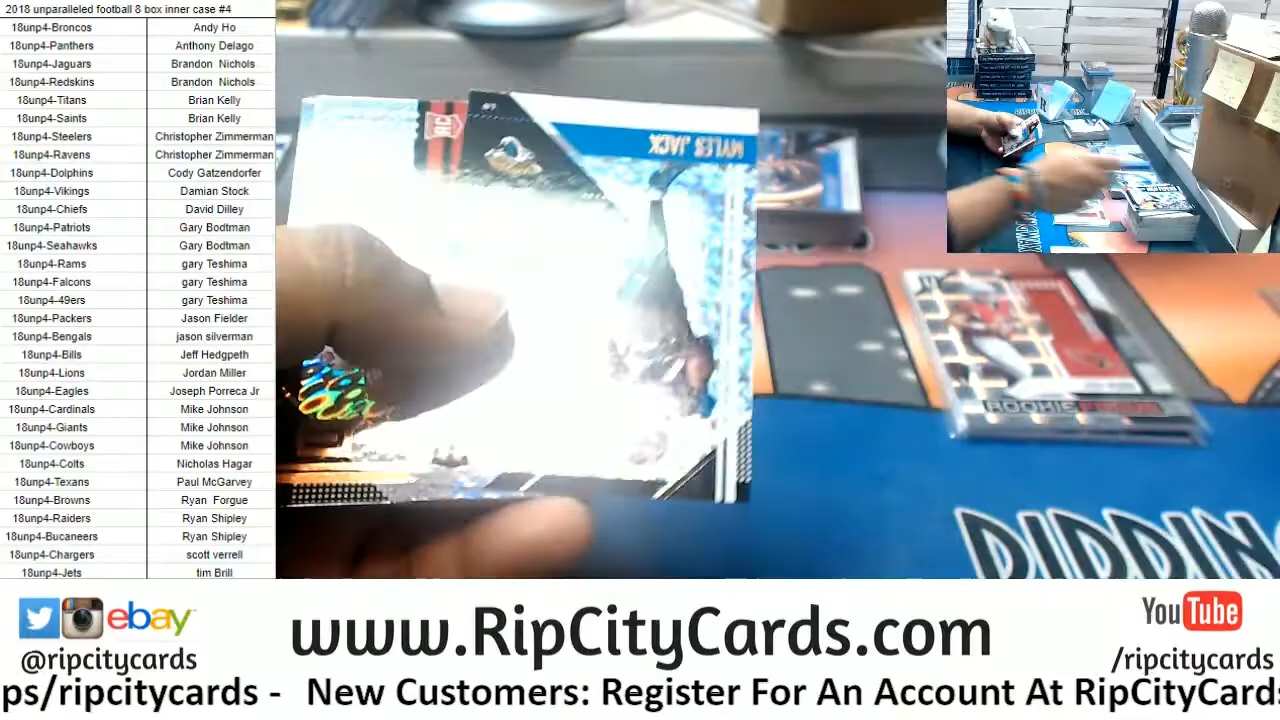 2018 unparalleled football 8 box inner case #4
18unp4-Broncos Andy Ho
18unp4-Panthers Anthony Delago
18unp4-Jaguars Brandon Nichols
18unp4-Redskins Brandon Nichols
18unp4-Titans Brian Kelly
18unp4-Saints Brian Kelly
18unp4-Steelers Christopher Zimmerman
18unp4-Ravens Christopher Zimmerman
18unp4-Dolphins Cody Gatzendorfer
18unp4-Vikings Damian Stock
18unp4-Chiefs David Dilley
18unp4-Patriots Gary Bodtman
18unp4-Seahawks Gary Bodtman
18unp4-Rams gary Teshima
18unp4-Falcons gary Teshima
18unp4-49ers gary Teshima
18unp4-Packers Jason Fielder
18unp4-Bengals jason silverman
18unp4-Bills Jeff Hedgpeth
18unp4-Lions Jordan Miller
18unp4-Eagles Joseph Porreca Jr
18unp4-Cardinals Mike Johnson
18unp4-Giants Mike Johnson
18unp4-Cowboys Mike Johnson
18unp4-Colts Nicholas Hagar
18unp4-Texans Paul McGarvey
18unp4-Browns Ryan Forgue
18unp4-Raiders Ryan Shipley
18unp4-Bucaneers Ryan Shipley
18unp4-Chargers scott verrell
18unp4-Jets tim Brill
RC
MYLES JACK
ROOKIE
ebay
@ripcitycards
www.RipCityCards.com
YouTube
/ripcitycards
ps/ripcitycards - New Customers: Register For An Account At RipCityCards